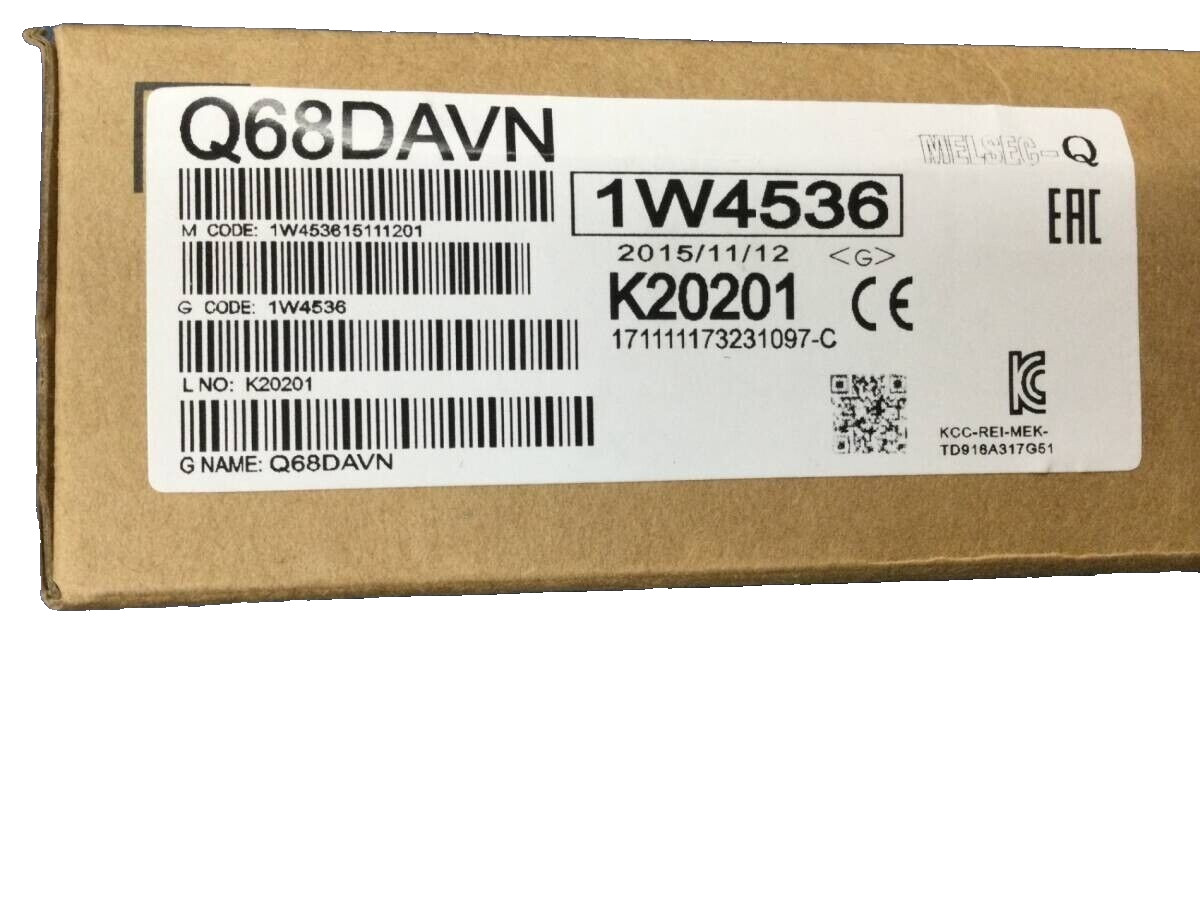 Q68DAVN
MELSEC-Q
M CODE: 1W453615111201
1W4536
EAC
2015/11/12 <G>
G CODE: 1W4536
K20201 CE
171111173231097-C
L NO: K20201
KC
KCC-REI-MEK-
TD918A317G51
G NAME: Q68DAVN